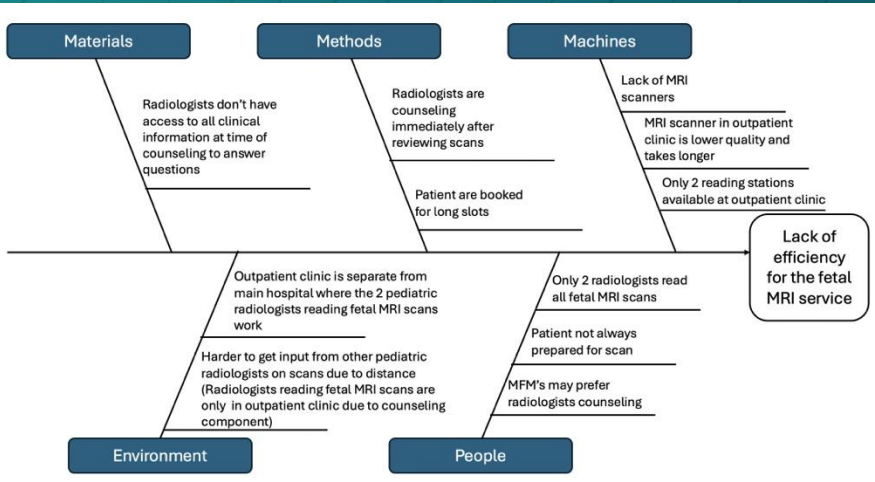 Materials
Methods
Machines
Radiologists don't have
access to all clinical
information at time of
counseling to answer
questions
Radiologists are
counseling
immediately after
reviewing scans
Patient are booked
for long slots
Lack of MRI
scanners
MRI scanner in outpatient
clinic is lower quality and
takes longer
Only 2 reading stations
available at outpatient clinic
Lack of
efficiency
for the fetal
MRI service
Outpatient clinic is separate from
main hospital where the 2 pediatric
radiologists reading fetal MRI scans
work
Harder to get input from other pediatric
radiologists on scans due to distance
(Radiologists reading fetal MRI scans are
only in outpatient clinic due to counseling
component)
Only 2 radiologists read
all fetal MRI scans
Patient not always
prepared for scan
MFM's may prefer
radiologists counseling
Environment
People